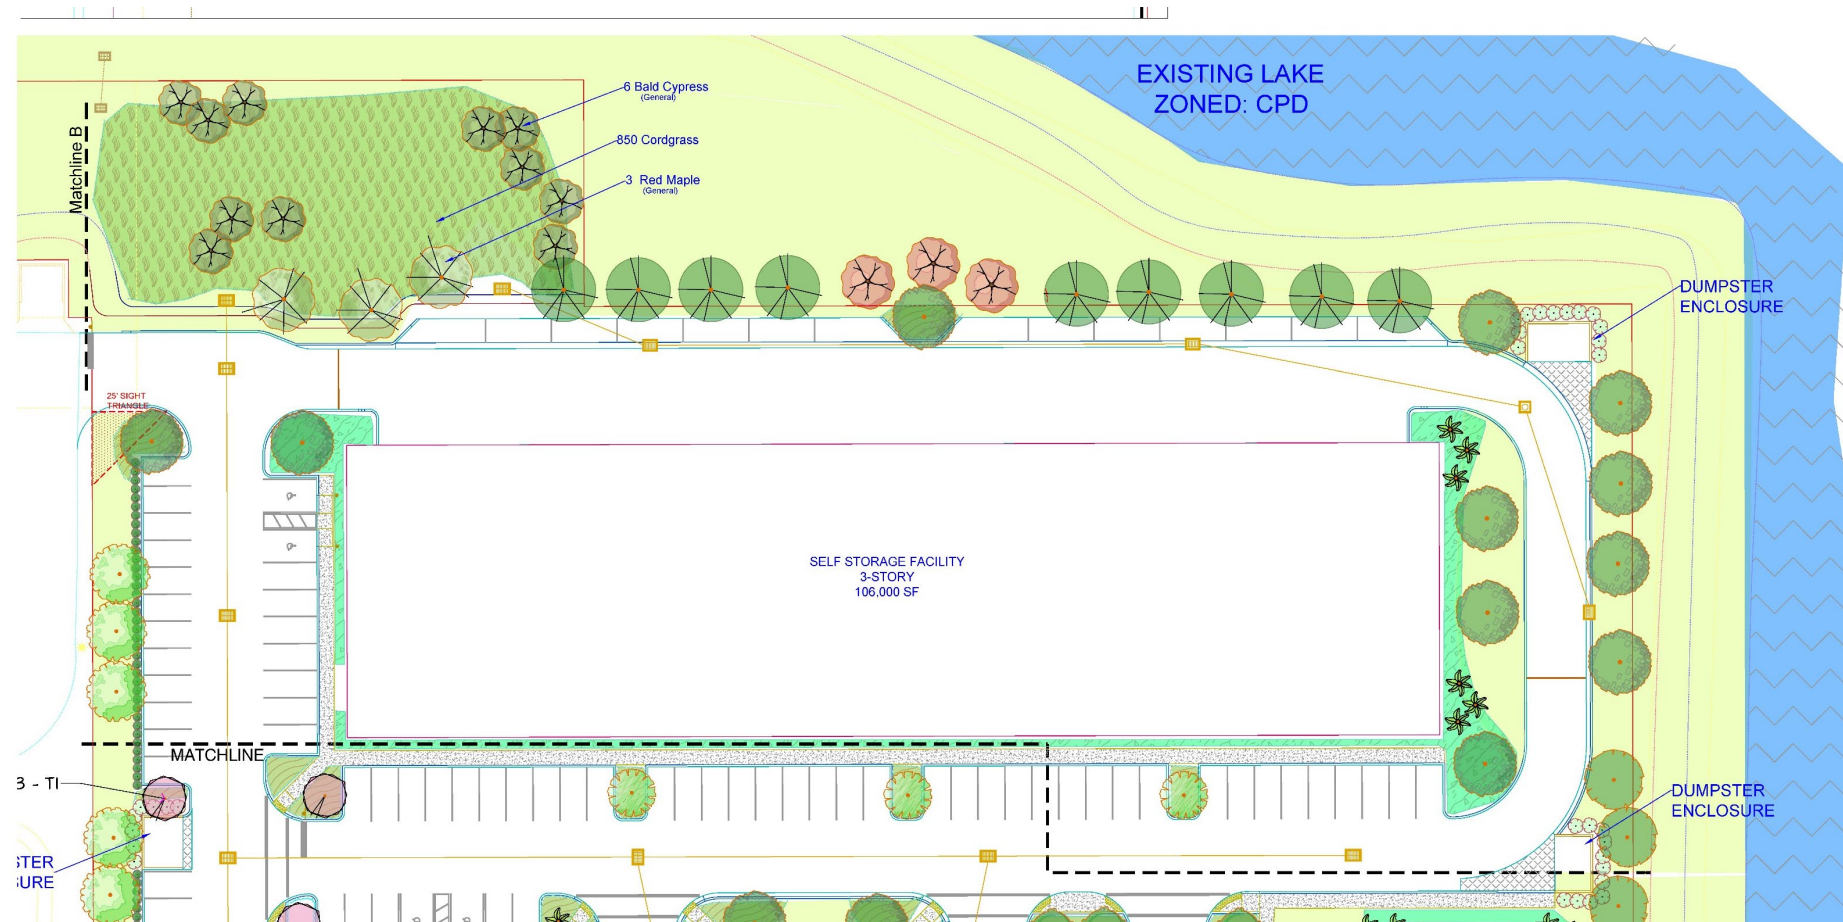 EXISTING LAKE
ZONED: CPD
6 Bald Cypress
(General)
850 Cordgrass
3 Red Maple
(General)
Matchline B
DUMPSTER
ENCLOSURE
25' SIGHT
TRIANGLE
SELF STORAGE FACILITY
3-STORY
106,000 SF
MATCHLINE
3 - TI
DUMPSTER
ENCLOSURE
STER
SURE